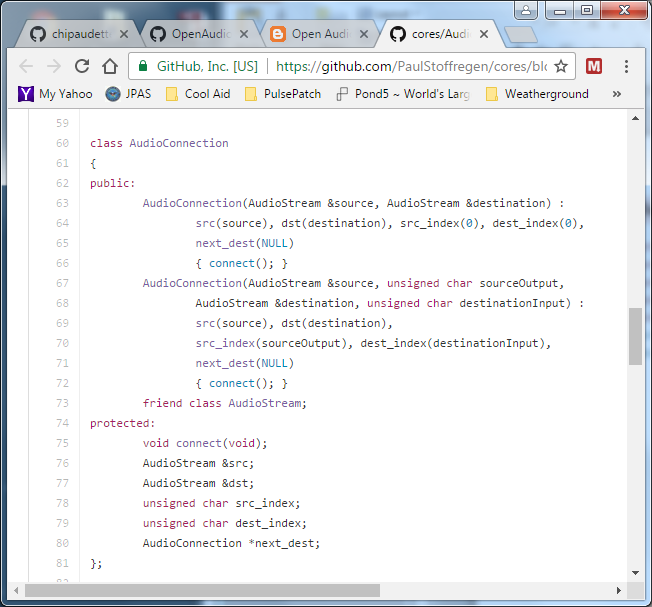 chipaudette
OpenAudio
Open Audio
cores/Audi
GitHub, Inc. [US] | https://github.com/PaulStoffregen/cores/blo
M
My Yahoo JPAS Cool Aid PulsePatch Pond5 ~ World's Larg Weatherground »
59
60 class AudioConnection
61 {
62 public:
63 AudioConnection(AudioStream &source, AudioStream &destination) :
64 src(source), dst(destination), src_index(0), dest_index(0),
65 next_dest(NULL)
66 { connect(); }
67 AudioConnection(AudioStream &source, unsigned char sourceOutput,
68 AudioStream &destination, unsigned char destinationInput) :
69 src(source), dst(destination),
70 src_index(sourceOutput), dest_index(destinationInput),
71 next_dest(NULL)
72 { connect(); }
73 friend class AudioStream;
74 protected:
75 void connect(void);
76 AudioStream &src;
77 AudioStream &dst;
78 unsigned char src_index;
79 unsigned char dest_index;
80 AudioConnection *next_dest;
81 };